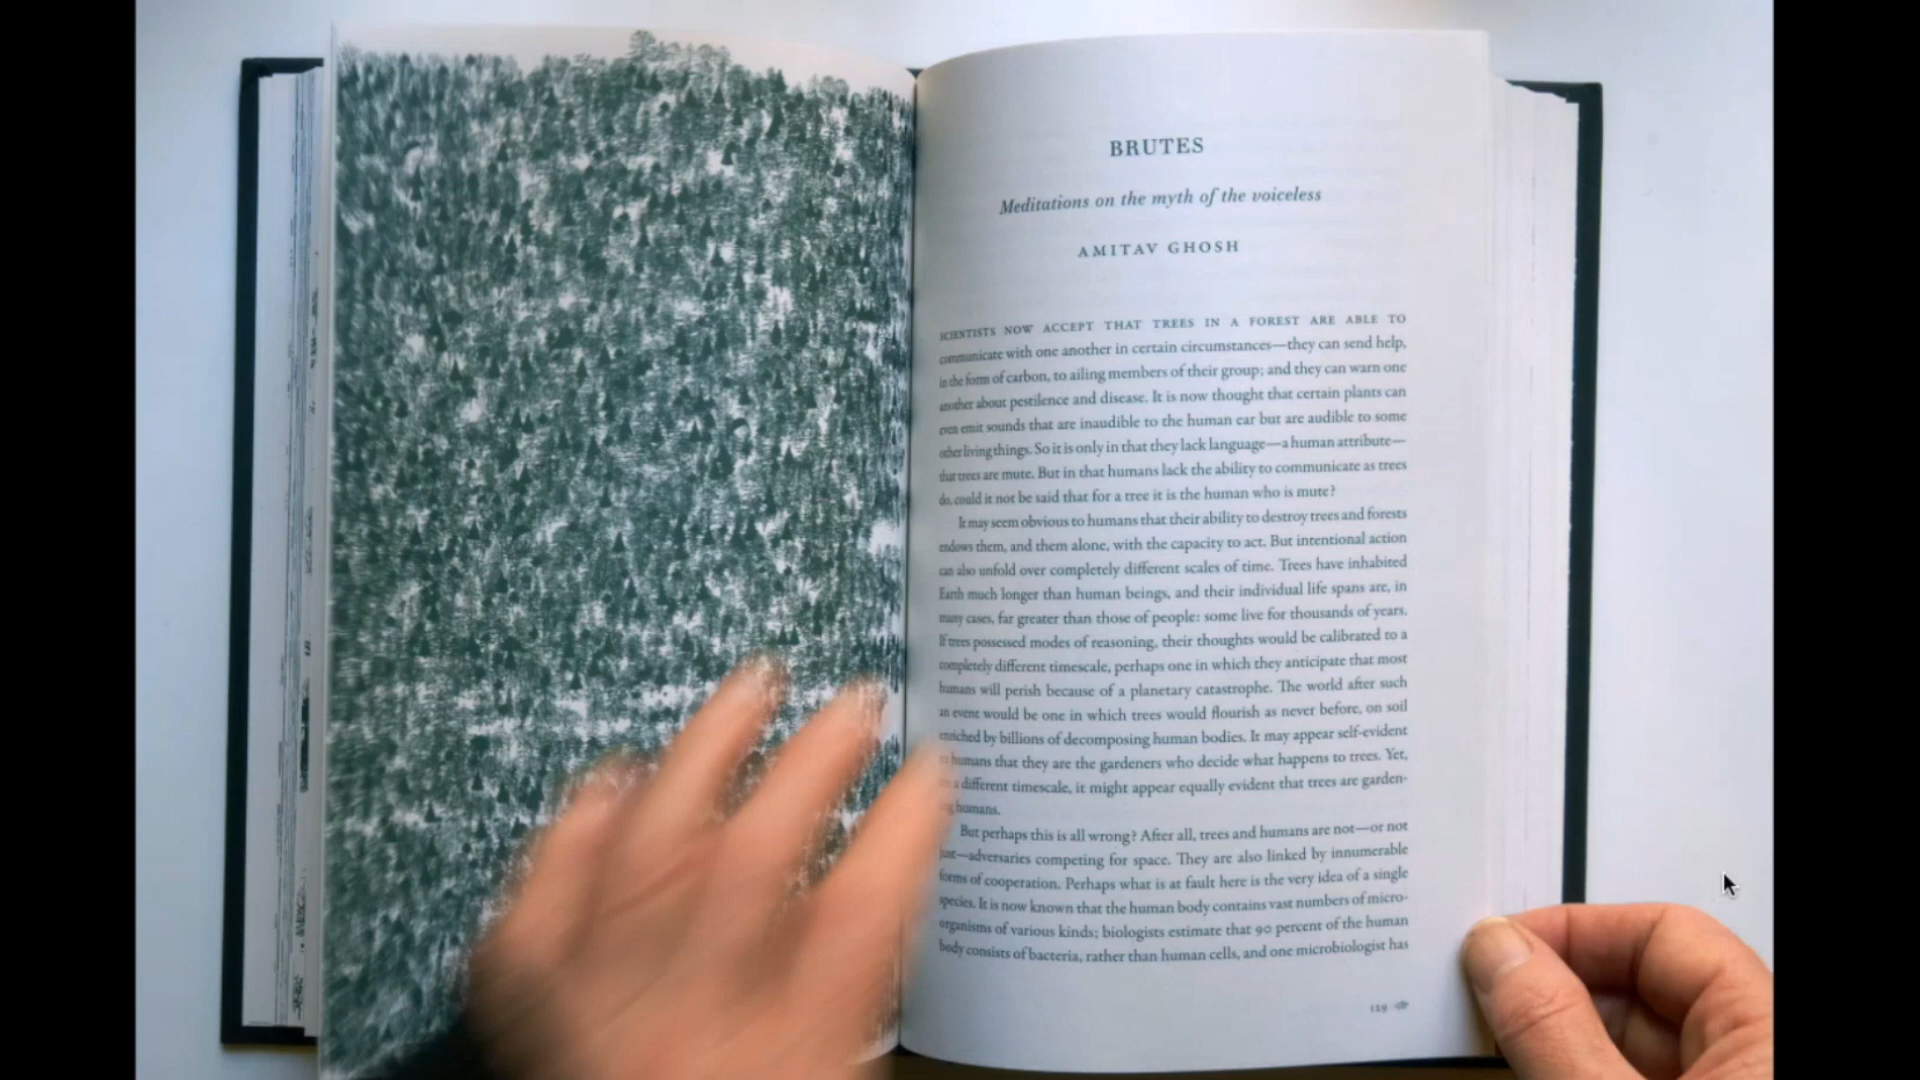 BRUTES
Meditations on the myth of the voiceless
AMITAV GHOSH
SCIENTISTS NOW ACCEPT THAT TREES IN A FOREST ARE ABLE TO
communicate with one another in certain circumstances—they can send help,
in the form of carbon, to ailing members of their group; and they can warn one
another about pestilence and disease. It is now thought that certain plants can
even emit sounds that are inaudible to the human ear but are audible to some
other living things. So it is only in that they lack language—a human attribute—
that trees are mute. But in that humans lack the ability to communicate as trees
do, could it not be said that for a tree it is the human who is mute?
It may seem obvious to humans that their ability to destroy trees and forests
endows them, and them alone, with the capacity to act. But intentional action
can also unfold over completely different scales of time. Trees have inhabited
Earth much longer than human beings, and their individual life spans are, in
many cases, far greater than those of people: some live for thousands of years.
If trees possessed modes of reasoning, their thoughts would be calibrated to a
completely different timescale, perhaps one in which they anticipate that most
humans will perish because of a planetary catastrophe. The world after such
an event would be one in which trees would flourish as never before, on soil
enriched by billions of decomposing human bodies. It may appear self-evident
to humans that they are the gardeners who decide what happens to trees. Yet,
on a different timescale, it might appear equally evident that trees are garden-
ing humans.
But perhaps this is all wrong? After all, trees and humans are not—or not
just—adversaries competing for space. They are also linked by innumerable
forms of cooperation. Perhaps what is at fault here is the very idea of a single
species. It is now known that the human body contains vast numbers of micro-
organisms of various kinds; biologists estimate that 90 percent of the human
body consists of bacteria, rather than human cells, and one microbiologist has
119